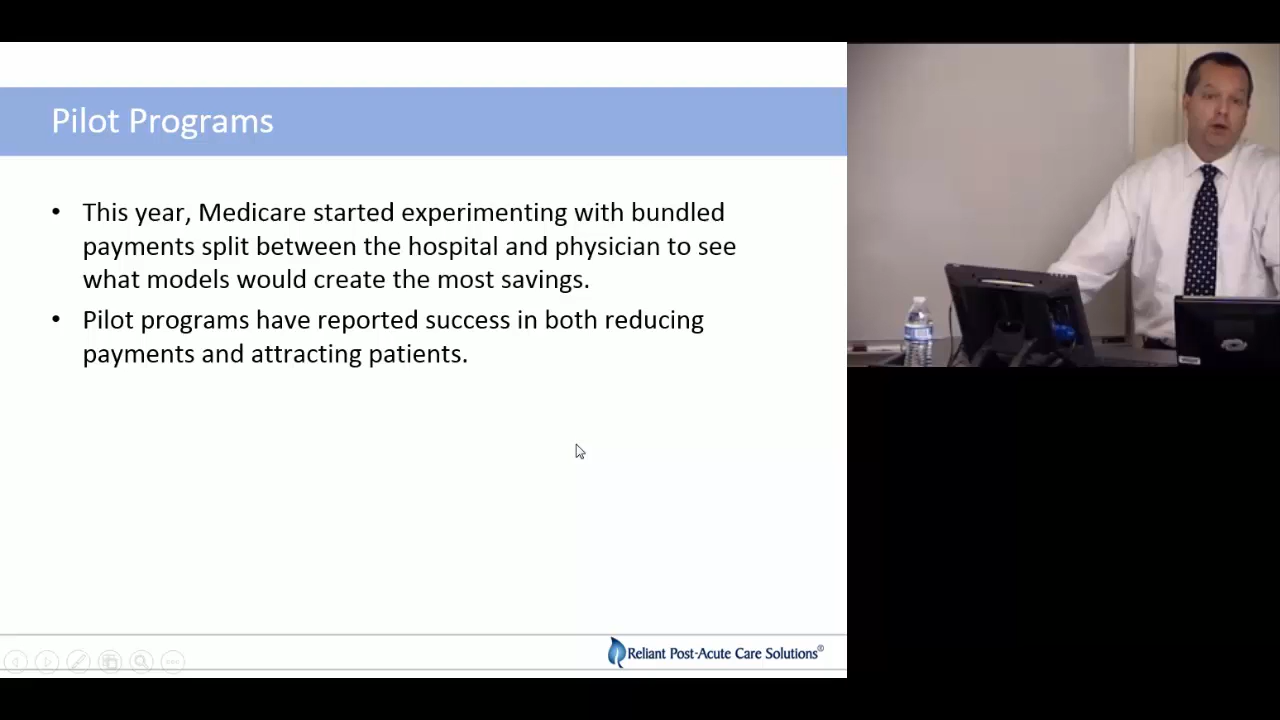 Pilot Programs
• This year, Medicare started experimenting with bundled
payments split between the hospital and physician to see
what models would create the most savings.
• Pilot programs have reported success in both reducing
payments and attracting patients.
Reliant Post-Acute Care Solutions®